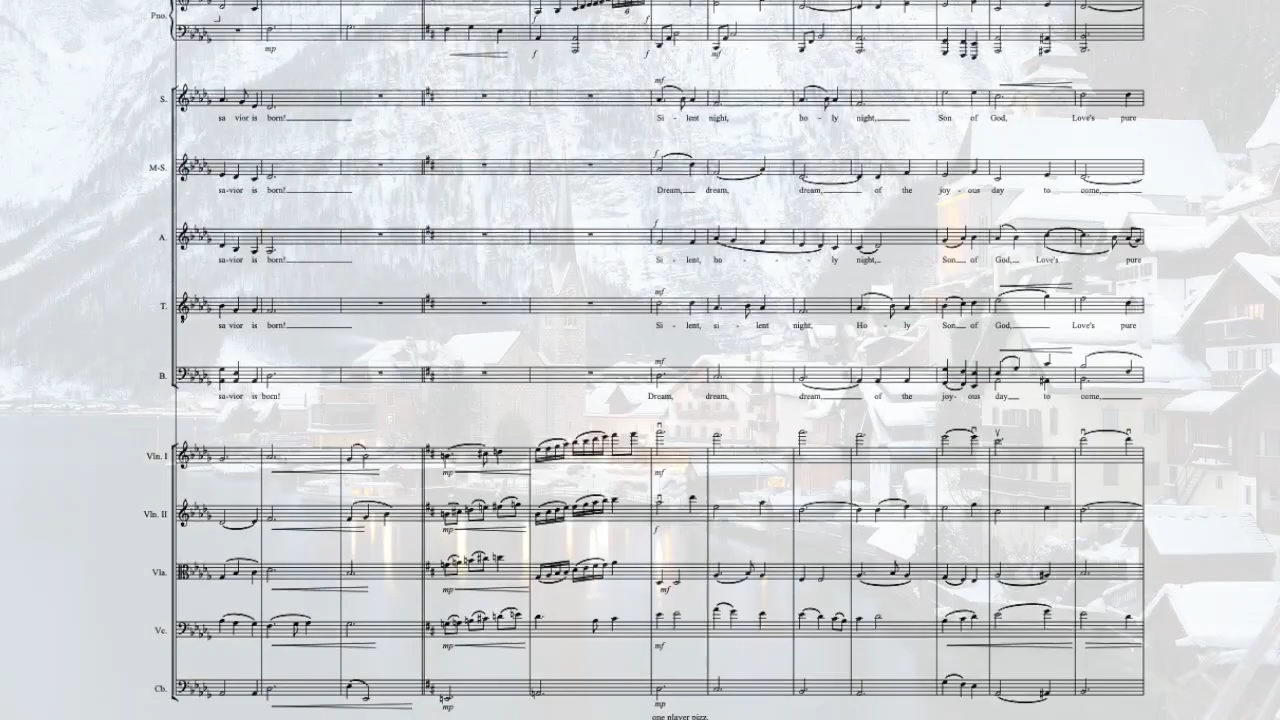 Pno.
mp f f mf
6
mf
S. sa vior is born! Si - lent night, ho - ly night, Son of God, Love's pure
f
M-S. sa-vior is born! Dream, dream, dream, of the joy - ous day to come,
f
A. sa-vior is born! Si - lent, ho - - - ly night, Son of God, Love's pure
mf
T. sa vior is born! Si - lent, si - lent night, Ho - ly Son of God, Love's pure
mf
B. sa-vior is born! Dream, dream, dream, of the joy- ous day to come,
Vln. I
mp mf
Vln. II
mp f
Vla.
mp mf
Vc.
mp mf
Cb.
mp mp
one player pizz.